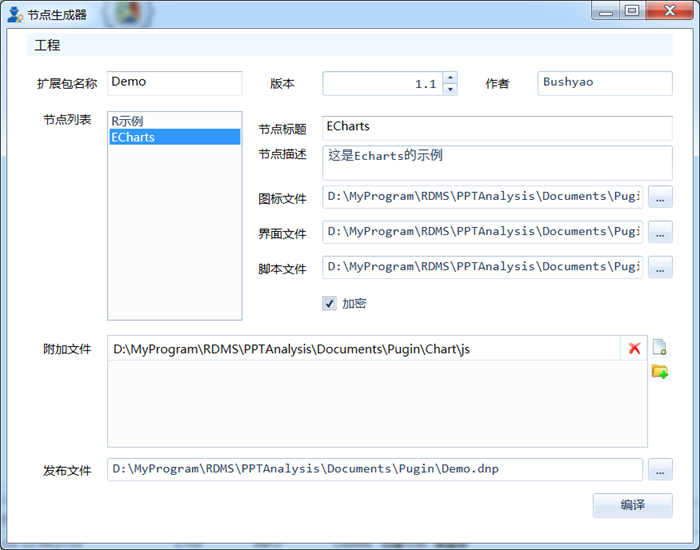 节点生成器
工程
扩展包名称 Demo 版本 1.1 作者 Bushyao
节点列表 R示例
ECharts
节点标题 ECharts
节点描述 这是Echarts的示例
图标文件 D:\MyProgram\RDMS\PPTAnalysis\Documents\Pugi ...
界面文件 D:\MyProgram\RDMS\PPTAnalysis\Documents\Pugi ...
脚本文件 D:\MyProgram\RDMS\PPTAnalysis\Documents\Pugi ...
加密
附加文件 D:\MyProgram\RDMS\PPTAnalysis\Documents\Pugin\Chart\js
发布文件 D:\MyProgram\RDMS\PPTAnalysis\Documents\Pugin\Demo.dnp ...
编译